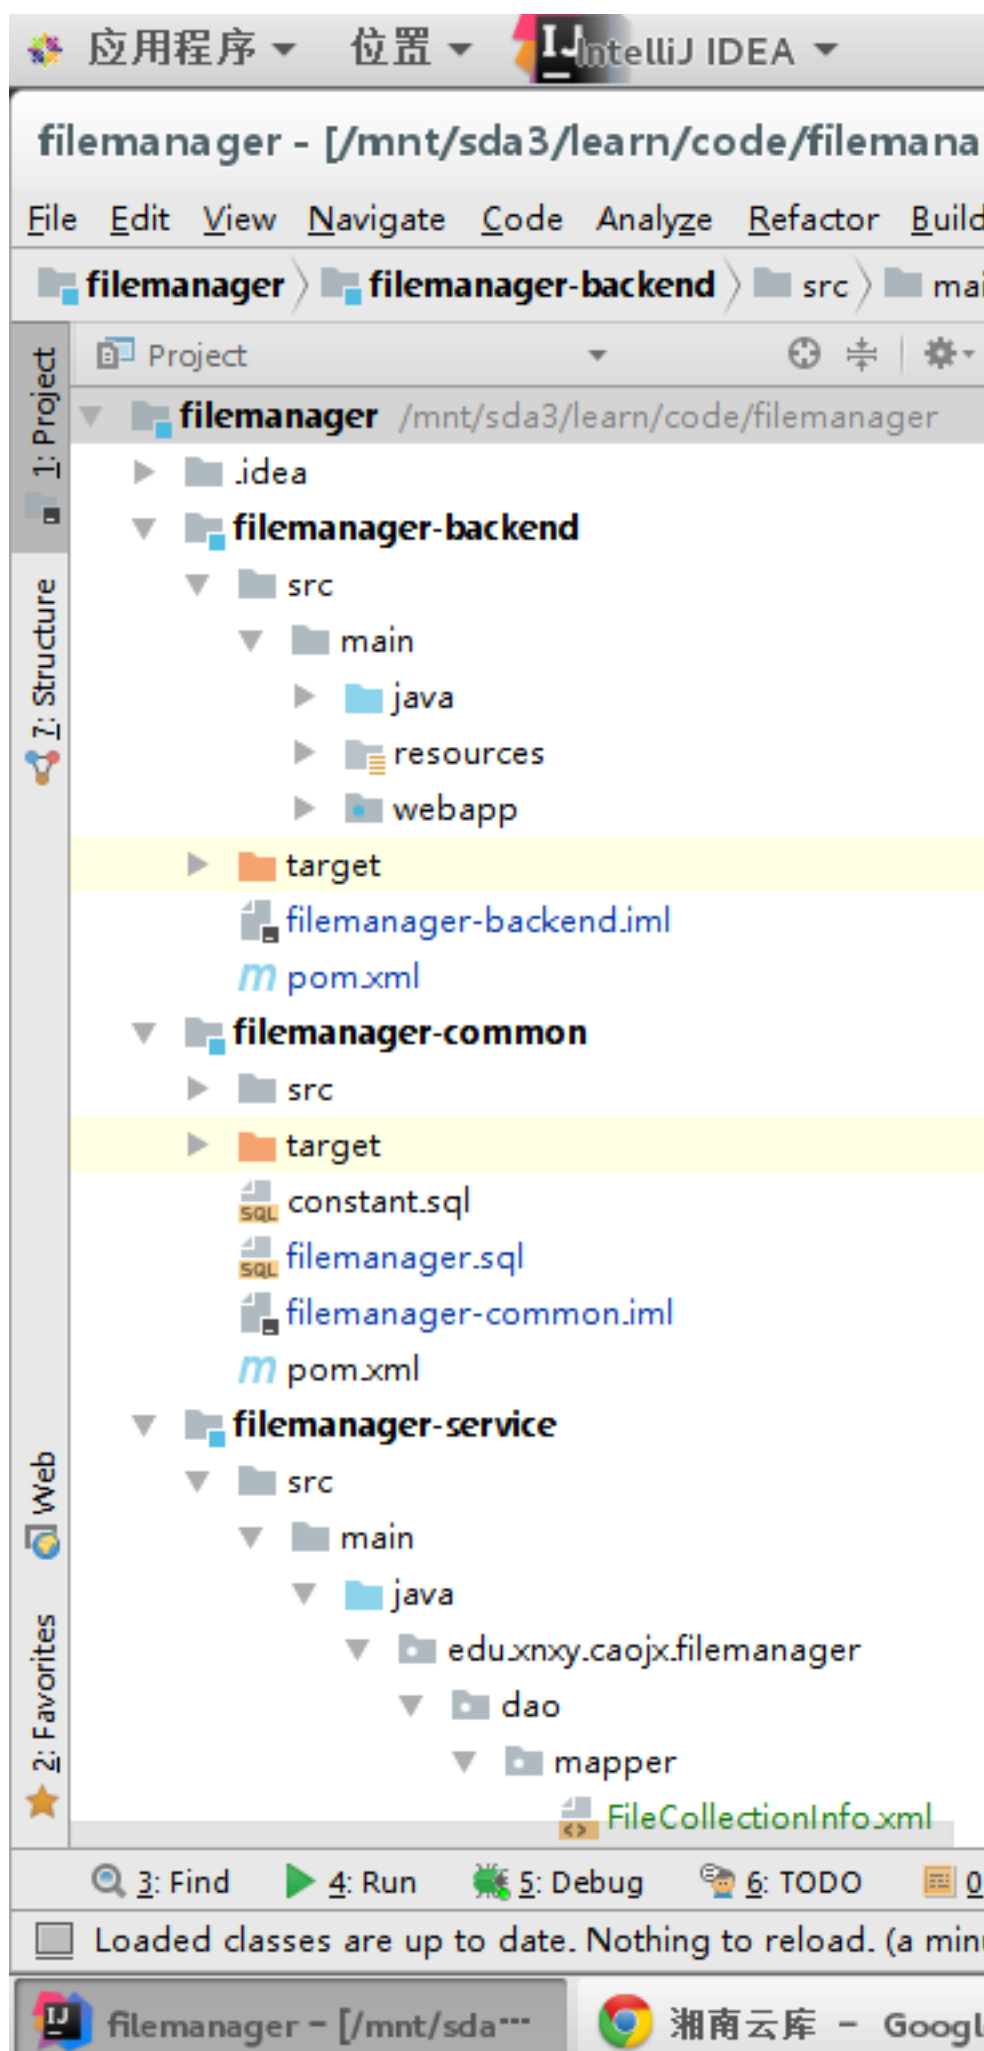 应用程序 位置 IntelliJ IDEA
filemanager - [/mnt/sda3/learn/code/filemana
File Edit View Navigate Code Analyze Refactor Build
filemanager filemanager-backend src mai
Project
filemanager /mnt/sda3/learn/code/filemanager
.idea
filemanager-backend
src
main
java
resources
webapp
target
filemanager-backend.iml
pom.xml
filemanager-common
src
target
SQL constant.sql
SQL filemanager.sql
filemanager-common.iml
pom.xml
filemanager-service
src
main
java
edu.xnxy.caojx.filemanager
dao
mapper
FileCollectionInfo.xml
1: Project
7: Structure
Web
2: Favorites
3: Find 4: Run 5: Debug 6: TODO 0
Loaded classes are up to date. Nothing to reload. (a minu
filemanager - [/mnt/sda... 湘南云库 - Googl